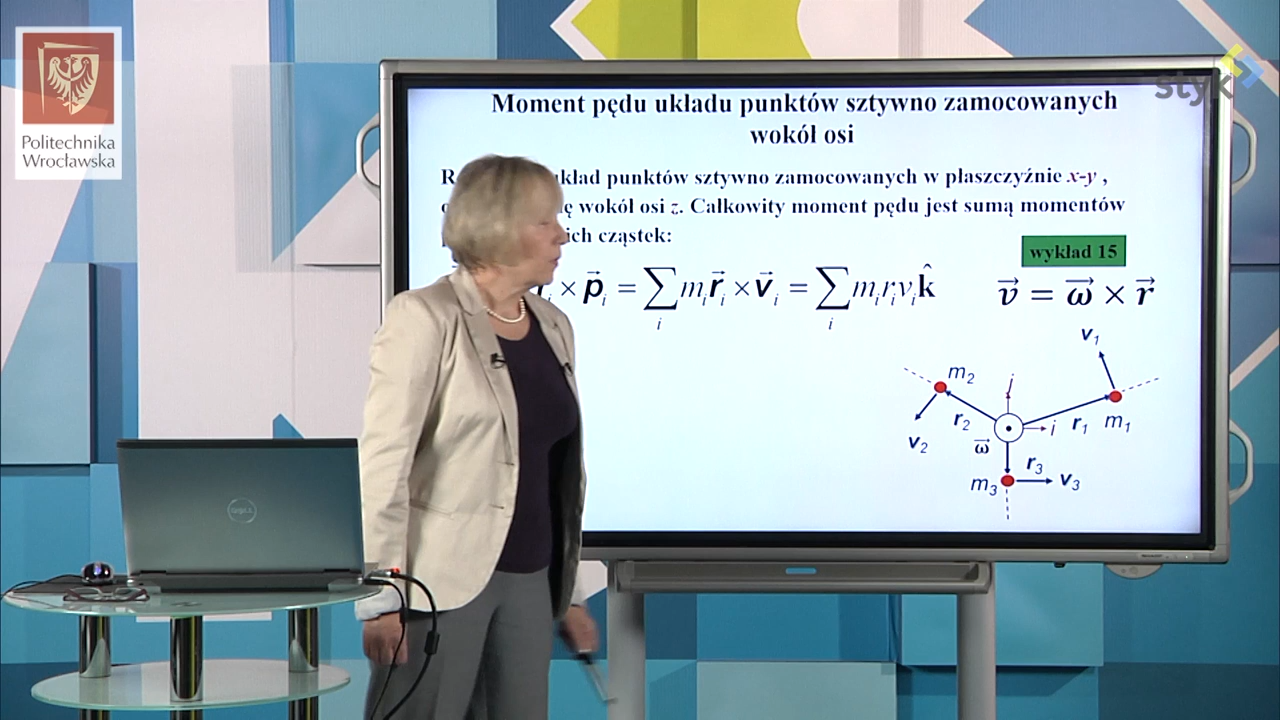 Politechnika
Wrocławska
styk
Moment pędu układu punktów sztywno zamocowanych
wokół osi
układ punktów sztywno zamocowanych w płaszczyźnie x-y ,
wokół osi z. Całkowity moment pędu jest sumą momentów
cząstek:
wykład 15
× p⃗ᵢ = ∑ᵢ mᵢr⃗ᵢ × v⃗ᵢ = ∑ᵢ mᵢrᵢvᵢk̂
v⃗ = ω⃗ × r⃗
v₁
m₂
j
r₂
i
r₁
m₁
v₂
ω⃗
r₃
m₃
v₃
DELL